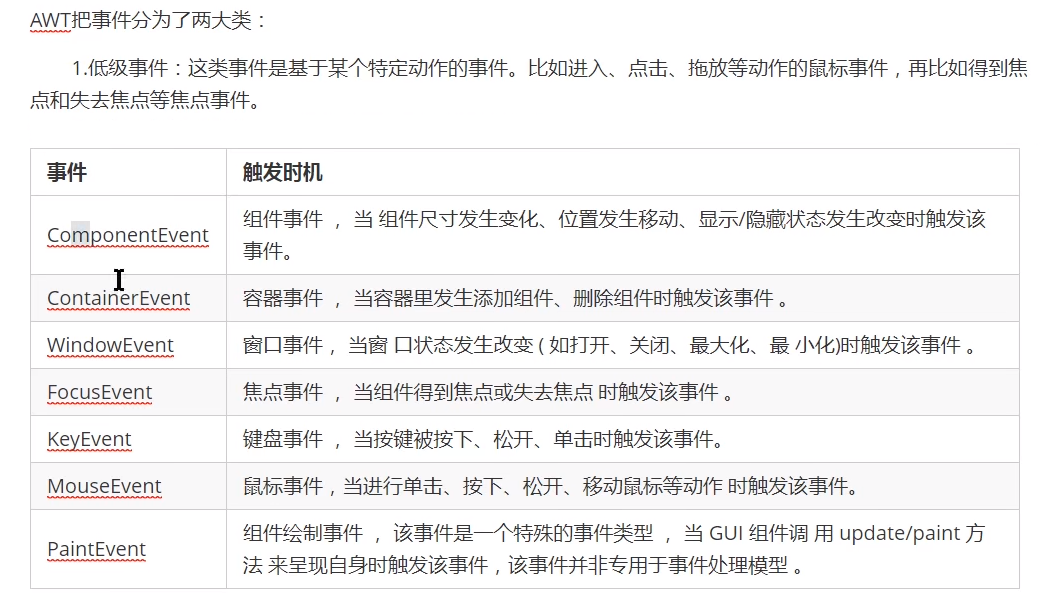 AWT把事件分为了两大类：
1.低级事件：这类事件是基于某个特定动作的事件。比如进入、点击、拖放等动作的鼠标事件，再比如得到焦
点和失去焦点等焦点事件。
事件 触发时机
ComponentEvent 组件事件 ， 当 组件尺寸发生变化、位置发生移动、显示/隐藏状态发生改变时触发该
事件。
ContainerEvent 容器事件 ， 当容器里发生添加组件、删除组件时触发该事件 。
WindowEvent 窗口事件， 当窗 口状态发生改变 ( 如打开、关闭、最大化、最 小化)时触发该事件 。
FocusEvent 焦点事件 ， 当组件得到焦点或失去焦点 时触发该事件 。
KeyEvent 键盘事件 ， 当按键被按下、松开、单击时触发该事件。
MouseEvent 鼠标事件，当进行单击、按下、松开、移动鼠标等动作 时触发该事件。
PaintEvent 组件绘制事件 ， 该事件是一个特殊的事件类型 ， 当 GUI 组件调 用 update/paint 方
法 来呈现自身时触发该事件，该事件并非专用于事件处理模型 。